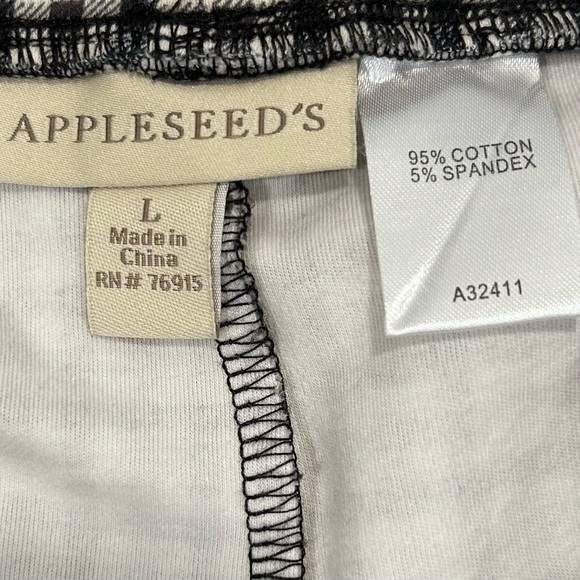 APPLESEED'S
L
Made in
China
RN# 76915
95% COTTON
5% SPANDEX
A32411